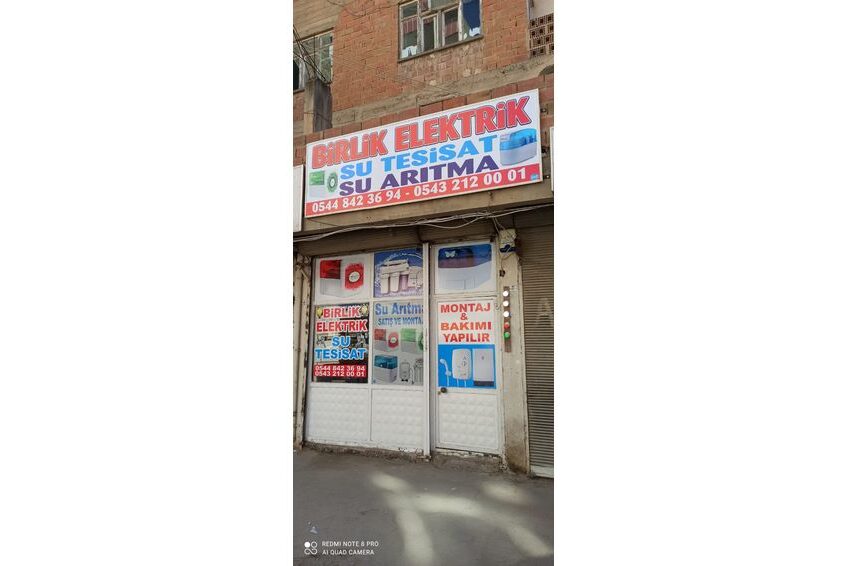 BiRLiK ELEKTRiK
SU TESiSAT
SU ARITMA
0544 842 36 94 - 0543 212 00 01
BiRLiK
ELEKTRiK
SU
TESiSAT
0544 842 36 94
0543 212 00 01
Su Arıtma
SATIŞ VE MONTAJ
MONTAJ
&
BAKIMI
YAPILIR
REDMI NOTE 8 PRO
AI QUAD CAMERA